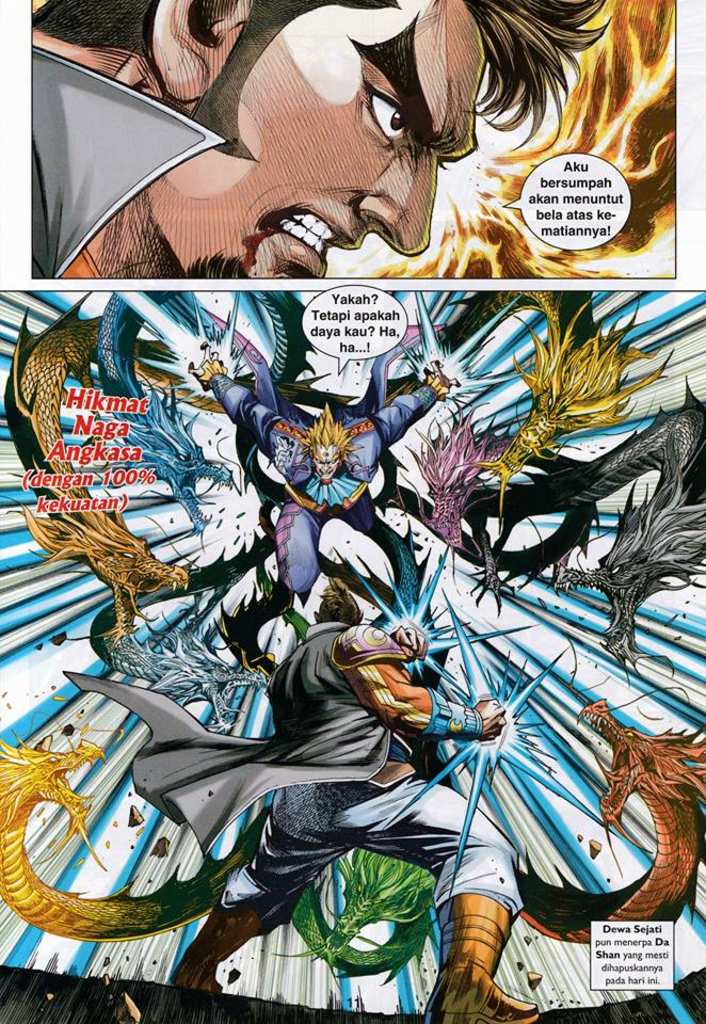 Aku
bersumpah
akan menuntut
bela atas ke-
matiannya!
Yakah?
Tetapi apakah
daya kau? Ha,
ha...!
Hikmat
Naga
Angkasa
(dengan 100%
kekuatan)
Dewa Sejati
pun menerpa Da
Shan yang mesti
dihapuskannya
pada hari ini.
11